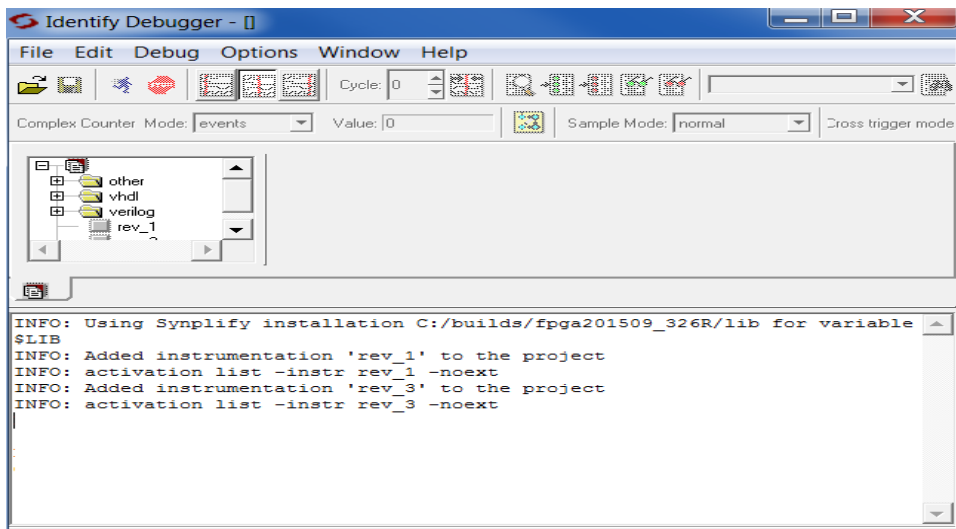 Identify Debugger - []
File Edit Debug Options Window Help
Cycle: 0
Complex Counter Mode: events Value: 0 Sample Mode: normal Cross trigger mode
other
vhdl
verilog
rev_1
INFO: Using Synplify installation C:/builds/fpga201509_326R/lib for variable
$LIB
INFO: Added instrumentation 'rev_1' to the project
INFO: activation list -instr rev_1 -noext
INFO: Added instrumentation 'rev_3' to the project
INFO: activation list -instr rev_3 -noext